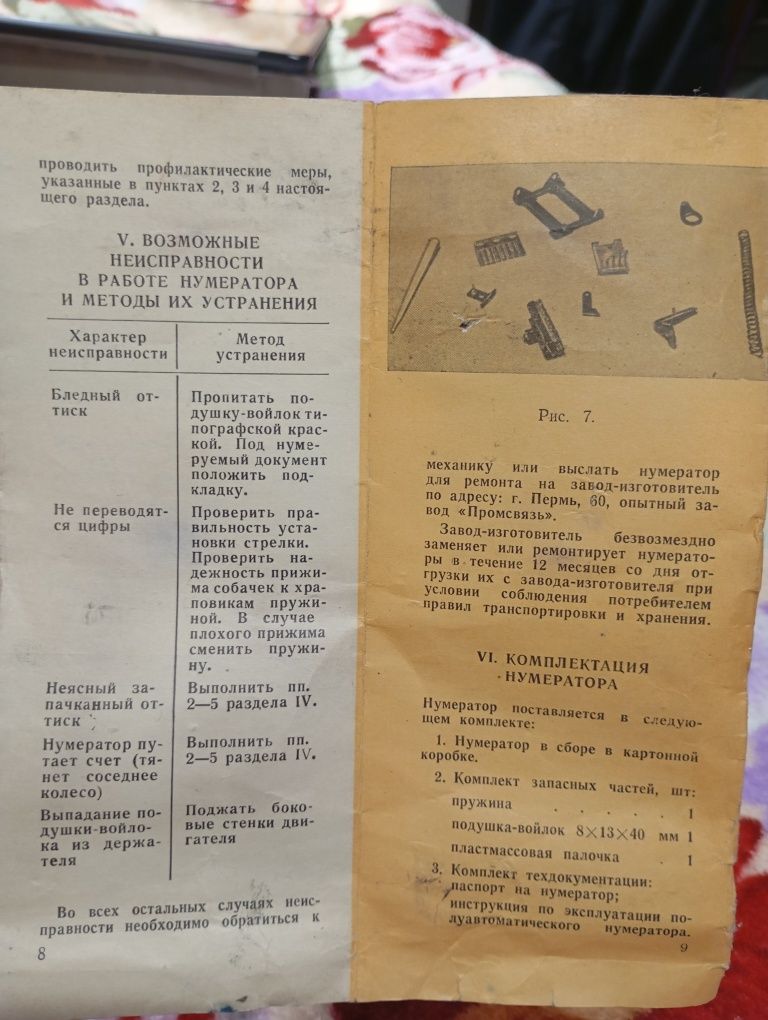 проводить профилактические меры,
указанные в пунктах 2, 3 и 4 настоя-
щего раздела.
V. ВОЗМОЖНЫЕ
НЕИСПРАВНОСТИ
В РАБОТЕ НУМЕРАТОРА
И МЕТОДЫ ИХ УСТРАНЕНИЯ
Характер
неисправности
Метод
устранения
Бледный от-
тиск
Пропитать по-
душку-войлок ти-
пографской крас-
кой. Под нуме-
руемый документ
положить под-
кладку.
Не переводят-
ся цифры
Проверить пра-
вильность уста-
новки стрелки.
Проверить на-
дежность прижи-
ма собачек к хра-
повикам пружи-
ной. В случае
плохого прижима
сменить пружи-
ну.
Неясный за-
пачканный от-
тиск
Выполнить пп.
2—5 раздела IV.
Нумератор пу-
тает счет (тя-
нет соседнее
колесо)
Выполнить пп.
2—5 раздела IV.
Выпадание по-
душки-войло-
ка из держа-
теля
Поджать боко-
вые стенки дви-
гателя
Во всех остальных случаях неис-
правности необходимо обратиться к
8
Рис. 7.
механику или выслать нумератор
для ремонта на завод-изготовитель
по адресу: г. Пермь, 60, опытный за-
вод «Промсвязь».
Завод-изготовитель безвозмездно
заменяет или ремонтирует нумерато-
ры в течение 12 месяцев со дня от-
грузки их с завода-изготовителя при
условии соблюдения потребителем
правил транспортировки и хранения.
VI. КОМПЛЕКТАЦИЯ
НУМЕРАТОРА
Нумератор поставляется в следую-
щем комплекте:
1. Нумератор в сборе в картонной
коробке.
2. Комплект запасных частей, шт:
пружина . . . . . 1
подушка-войлок 8×13×40 мм 1
пластмассовая палочка . 1
3. Комплект техдокументации:
паспорт на нумератор;
инструкция по эксплуатации по-
луавтоматического нумератора.
9